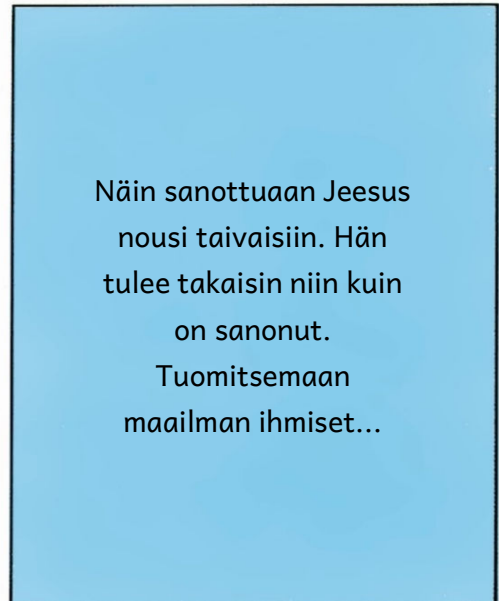 Näin sanottuaan Jeesus
nousi taivaisiin. Hän
tulee takaisin niin kuin
on sanonut.
Tuomitsemaan
maailman ihmiset...